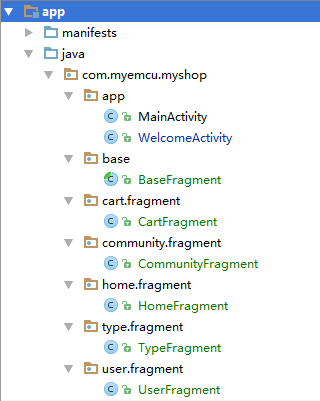 app
manifests
java
com.myemcu.myshop
app
MainActivity
WelcomeActivity
base
BaseFragment
cart.fragment
CartFragment
community.fragment
CommunityFragment
home.fragment
HomeFragment
type.fragment
TypeFragment
user.fragment
UserFragment